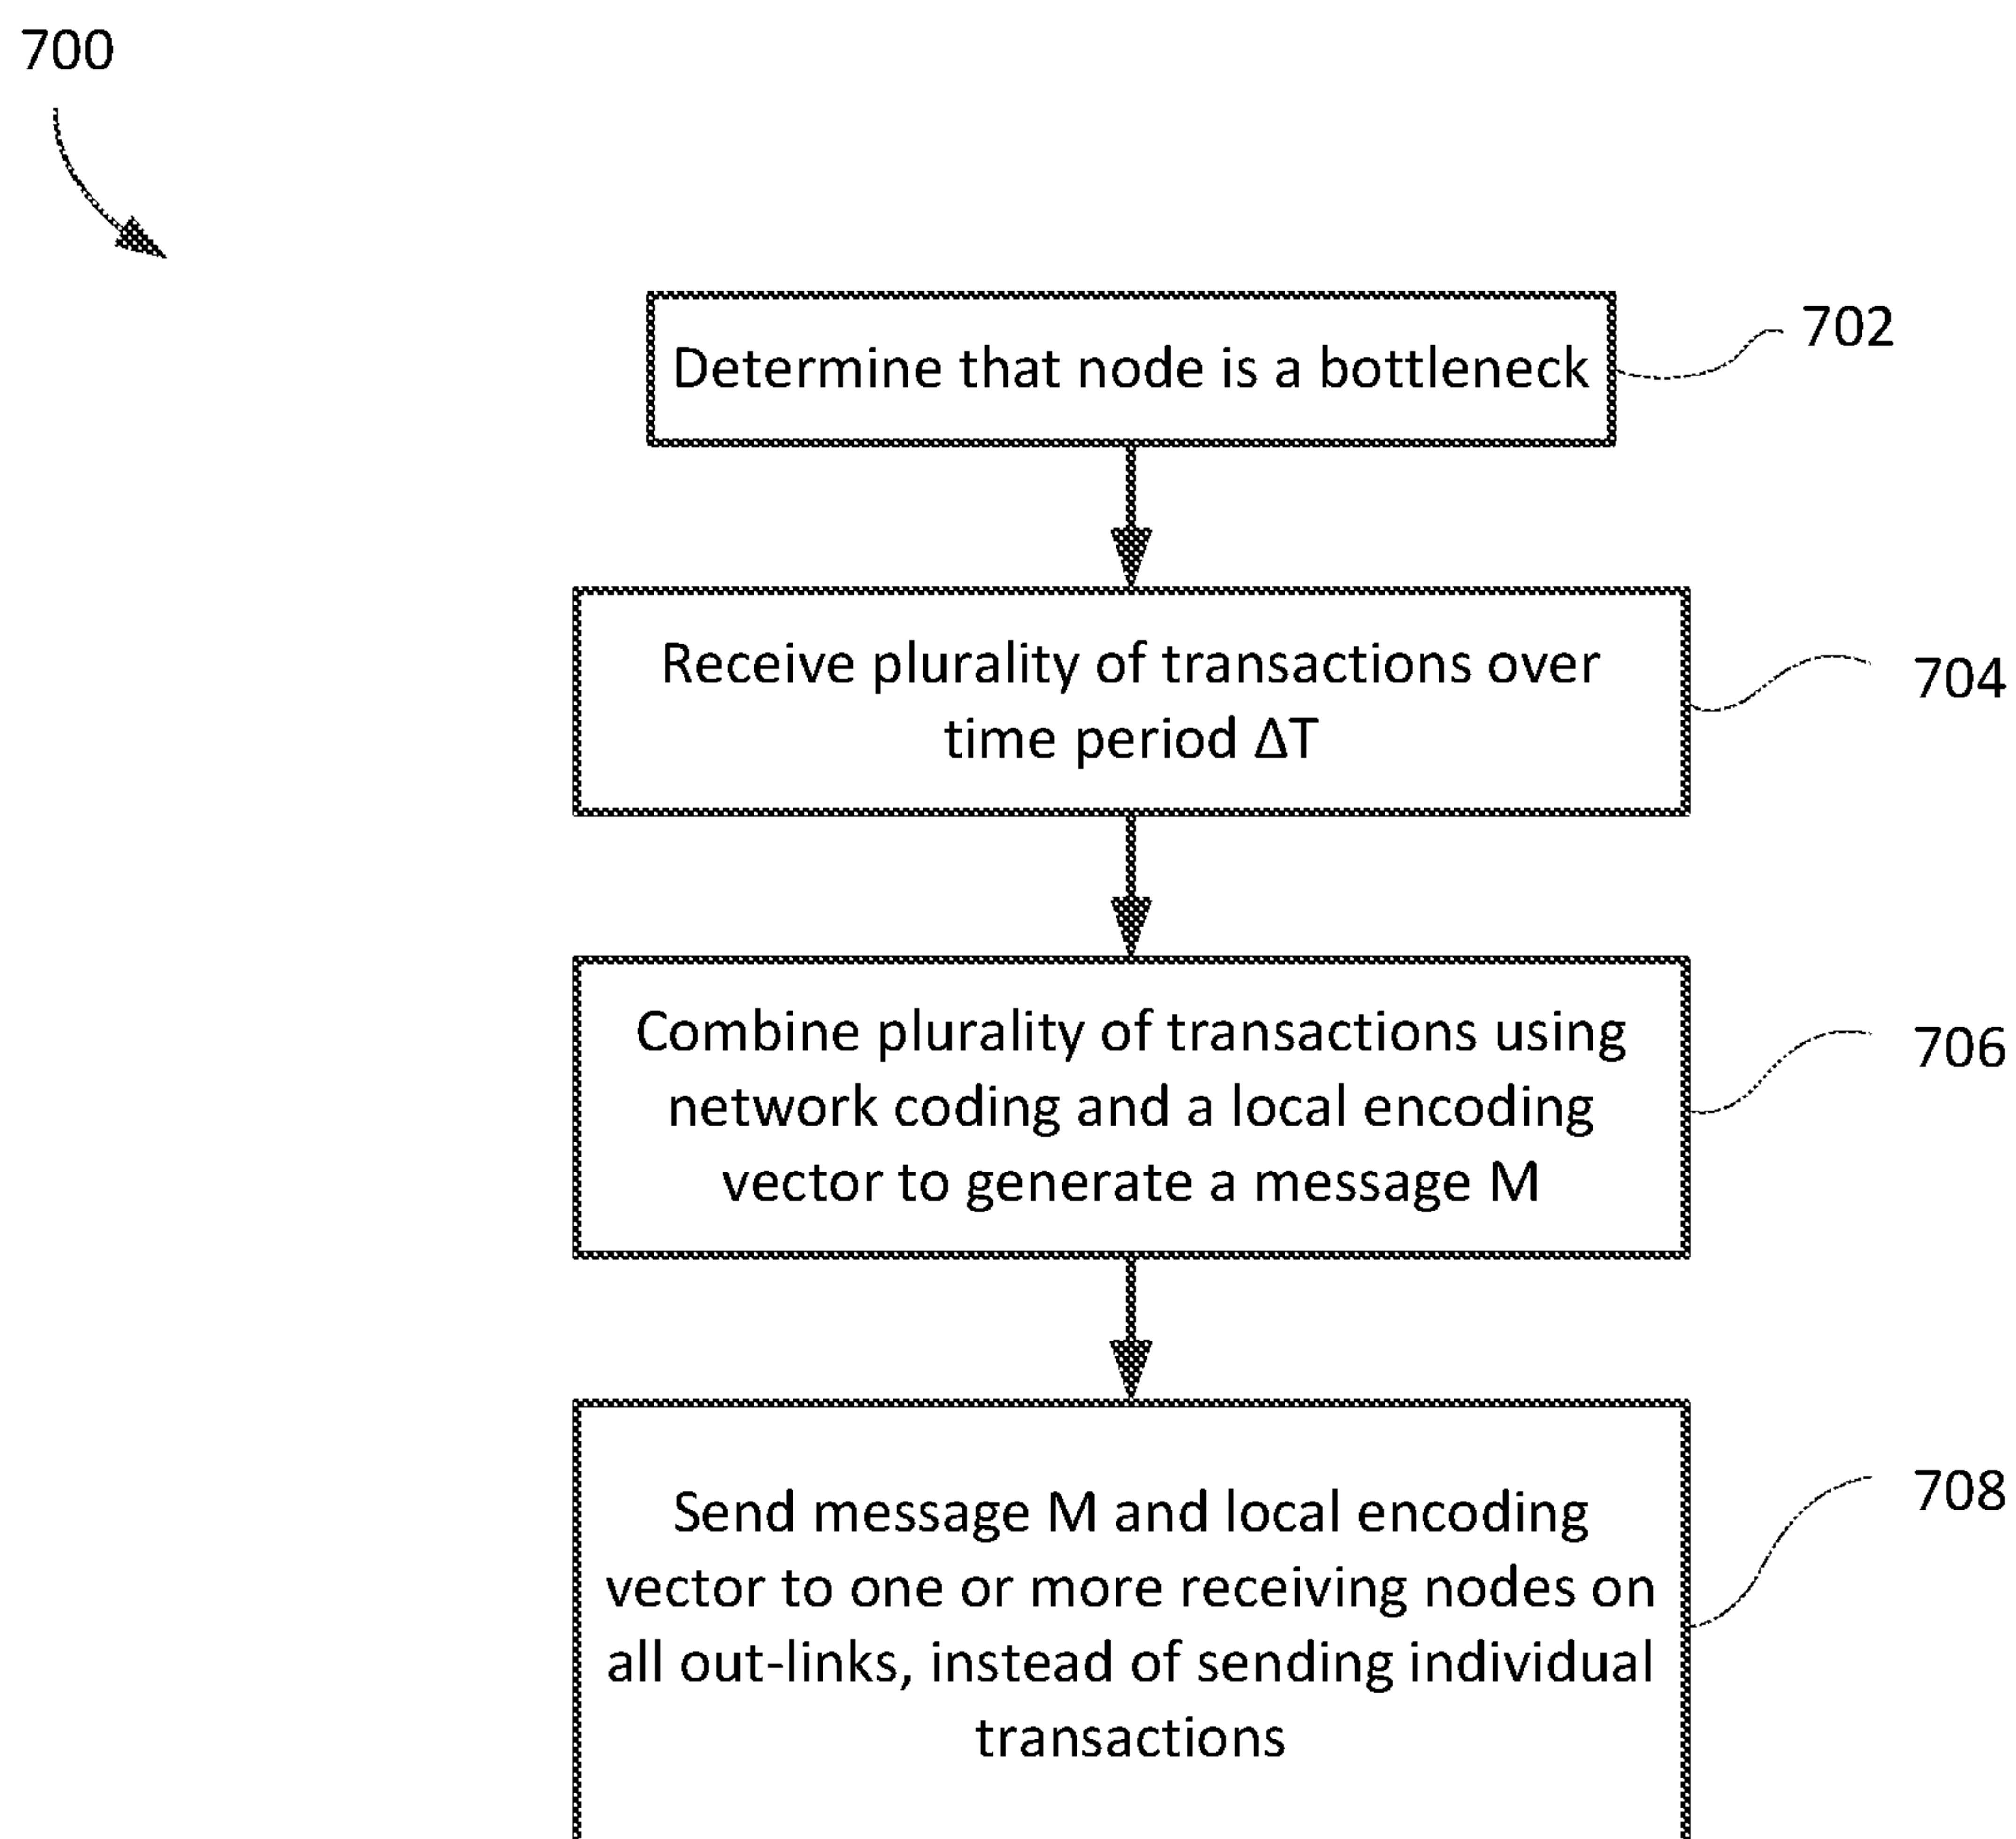 700
Determine that node is a bottleneck
702
Receive plurality of transactions over
time period ΔT
704
Combine plurality of transactions using
network coding and a local encoding
vector to generate a message M
706
Send message M and local encoding
vector to one or more receiving nodes on
all out-links, instead of sending individual
transactions
708